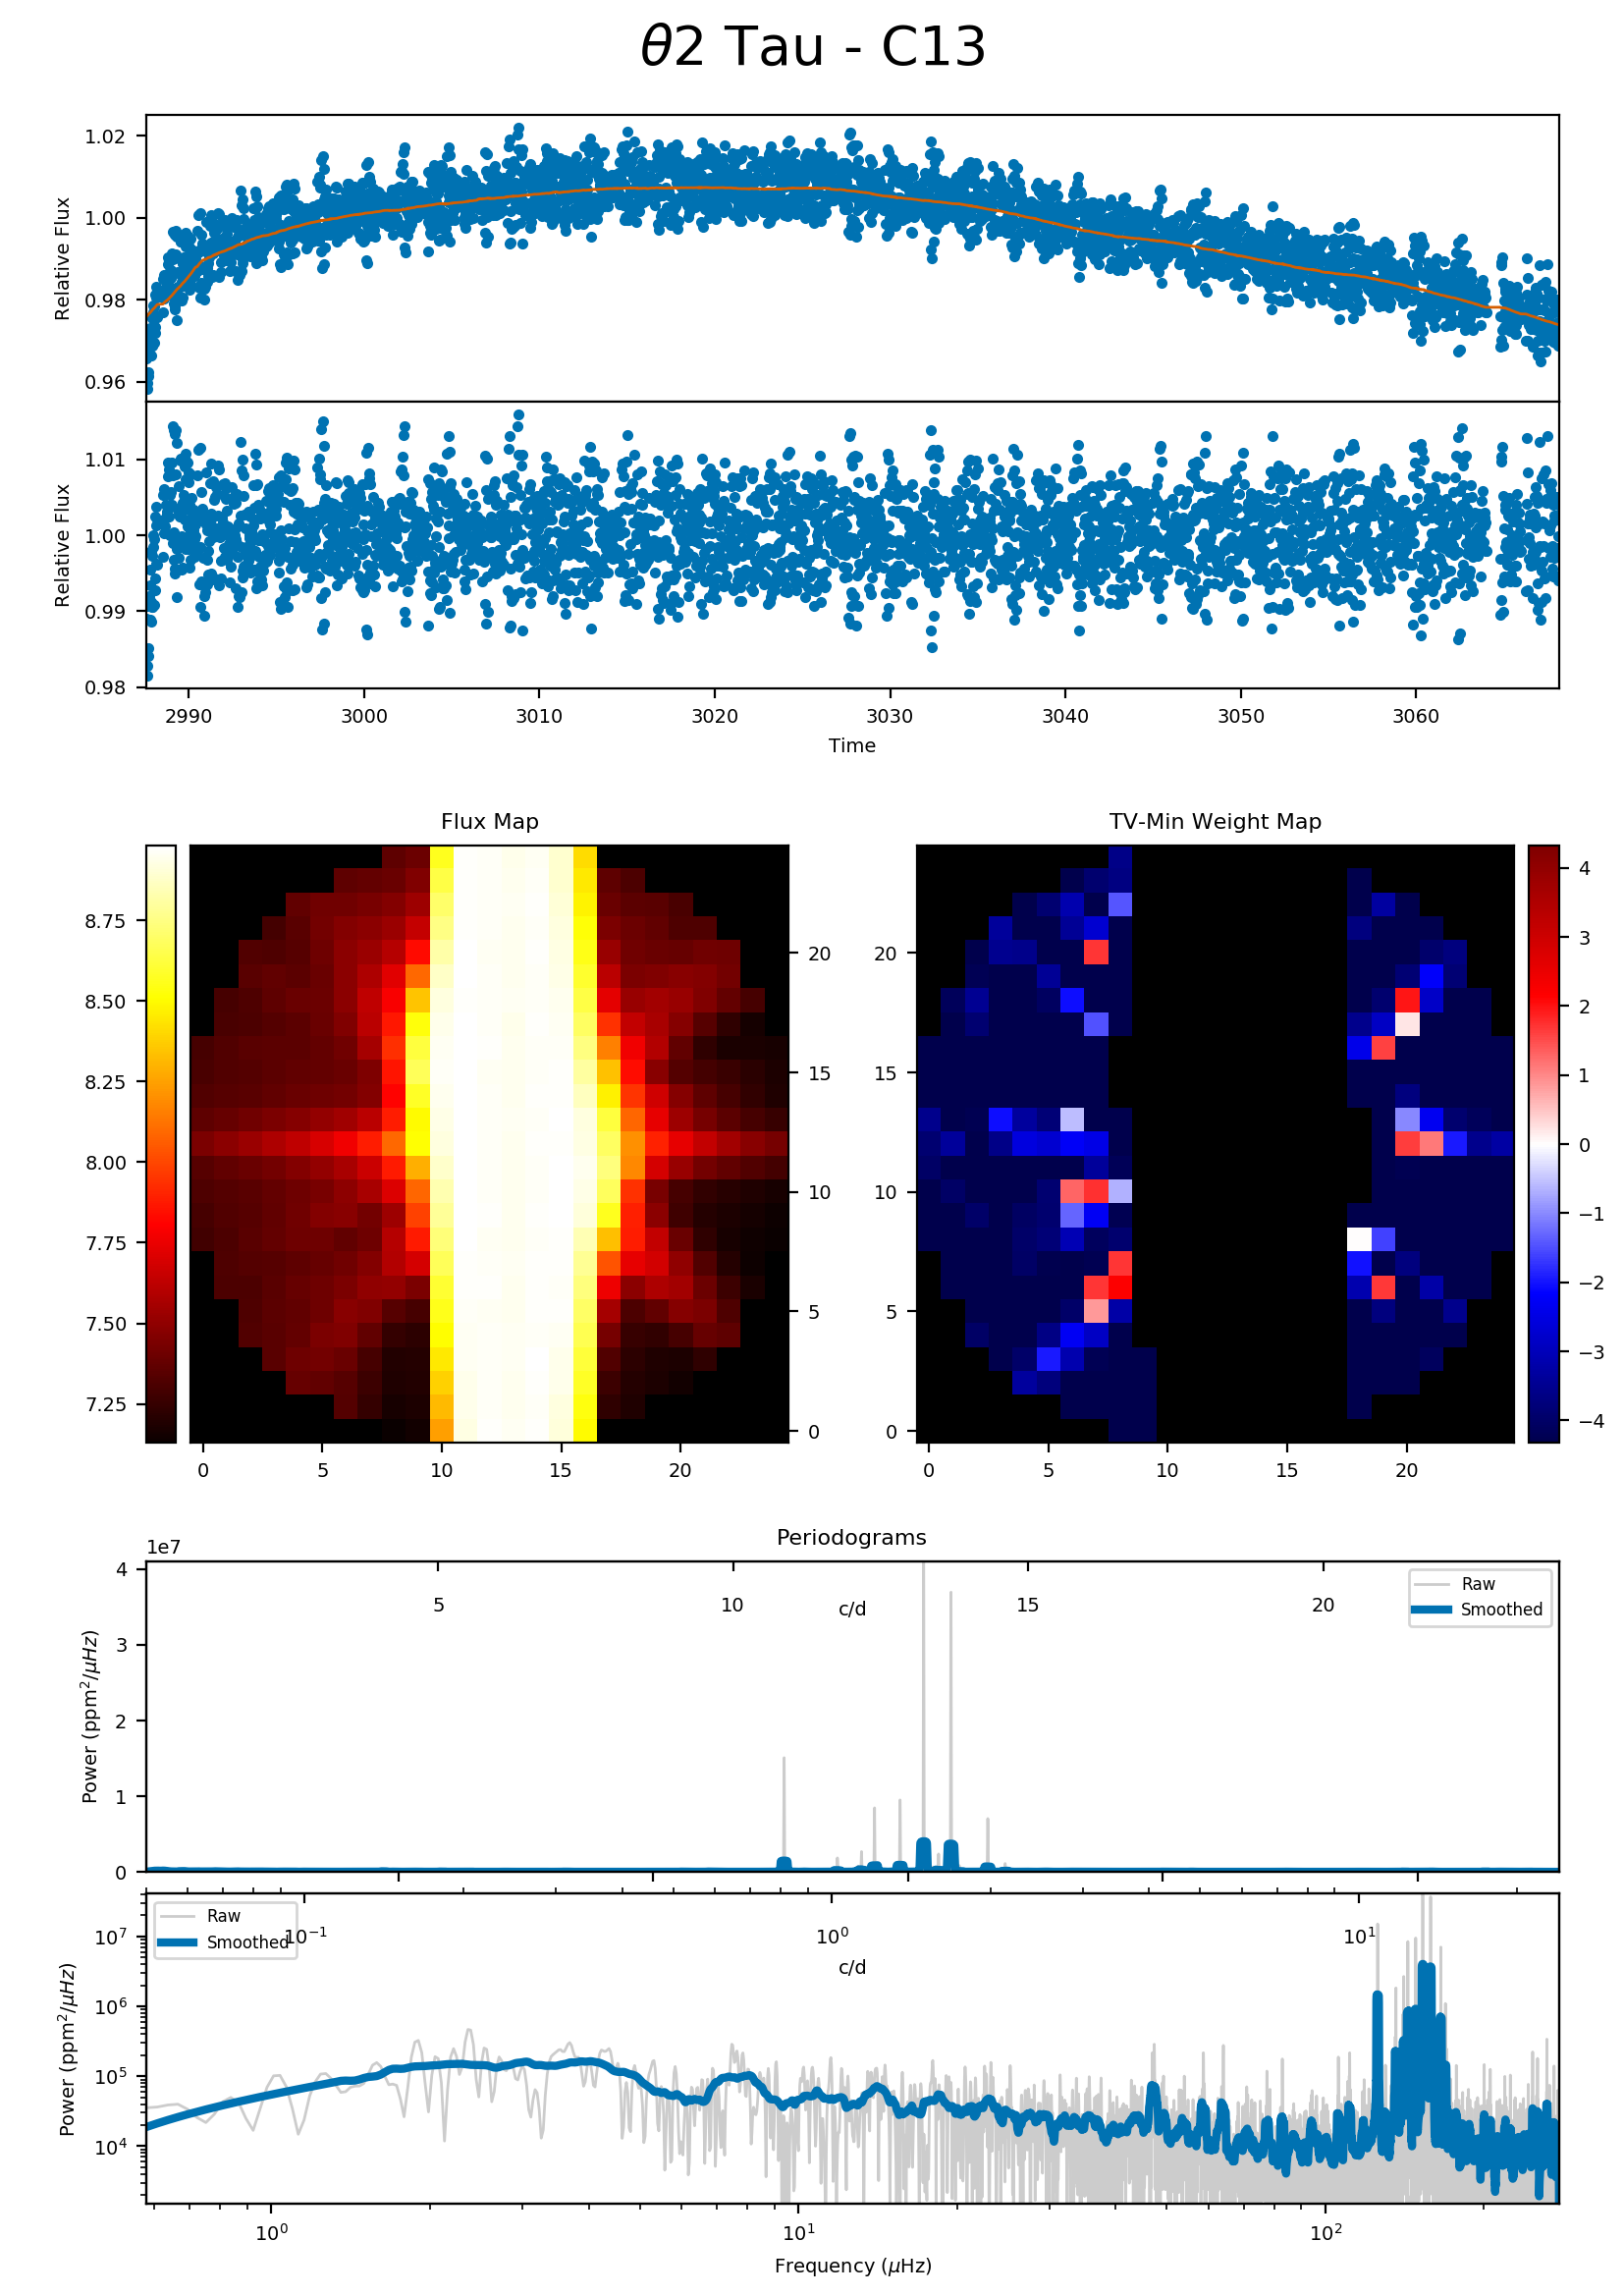 θ2 Tau - C13
1.02
1.00
0.98
0.96
Relative Flux
1.01
1.00
0.99
0.98
Relative Flux
2990 3000 3010 3020 3030 3040 3050 3060
Time
Flux Map
8.75
8.50
8.25
8.00
7.75
7.50
7.25
20
15
10
5
0
0 5 10 15 20
TV-Min Weight Map
20
15
10
5
0
0 5 10 15 20
4
3
2
1
0
−1
−2
−3
−4
Periodograms
1e7
4
3
2
1
0
Power (ppm²/μHz)
5 10 15 20
c/d
Raw
Smoothed
Raw
Smoothed
10⁻¹ 10⁰ 10¹
c/d
10⁷
10⁶
10⁵
10⁴
Power (ppm²/μHz)
10⁰ 10¹ 10²
Frequency (μHz)